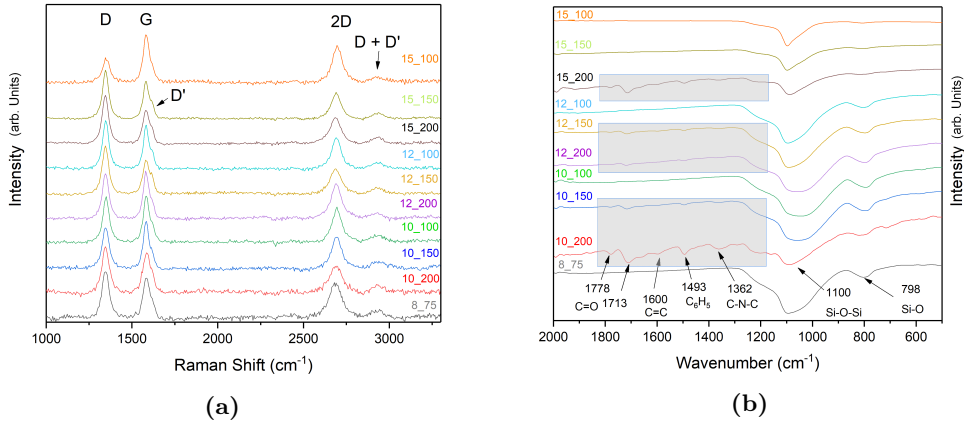 D G 2D
D + D'
D'
15_100
15_150
15_200
12_100
12_150
12_200
10_100
10_150
10_200
8_75
Intensity (arb. Units)
1000 1500 2000 2500 3000
Raman Shift (cm-1)
(a)
15_100
15_150
15_200
12_100
12_150
12_200
10_100
10_150
10_200
8_75
1778
C=O
1713
1600
C=C
1493
C6H5
1362
C-N-C
1100
Si-O-Si
798
Si-O
Intensity (arb. Units)
2000 1800 1600 1400 1200 1000 800 600
Wavenumber (cm-1)
(b)